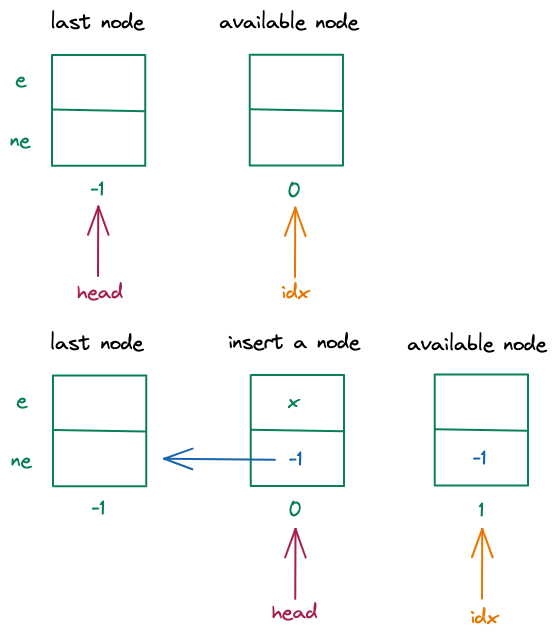 last node available node
e
ne
-1 0
head idx
last node insert a node available node
e x
ne -1 -1
-1 0 1
head idx